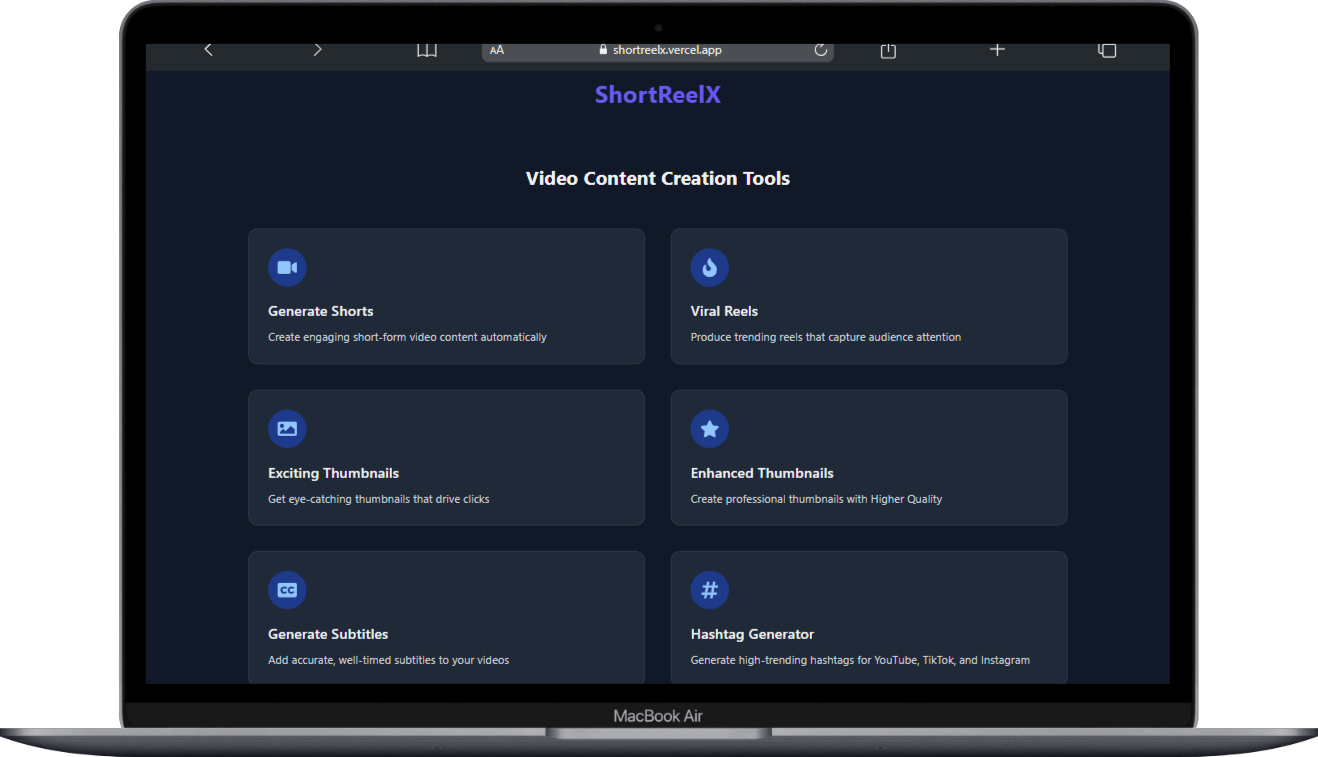 AA
shortreelx.vercel.app
ShortReelX
Video Content Creation Tools
Generate Shorts
Create engaging short-form video content automatically
Viral Reels
Produce trending reels that capture audience attention
Exciting Thumbnails
Get eye-catching thumbnails that drive clicks
Enhanced Thumbnails
Create professional thumbnails with Higher Quality
CC
Generate Subtitles
Add accurate, well-timed subtitles to your videos
#
Hashtag Generator
Generate high-trending hashtags for YouTube, TikTok, and Instagram
MacBook Air